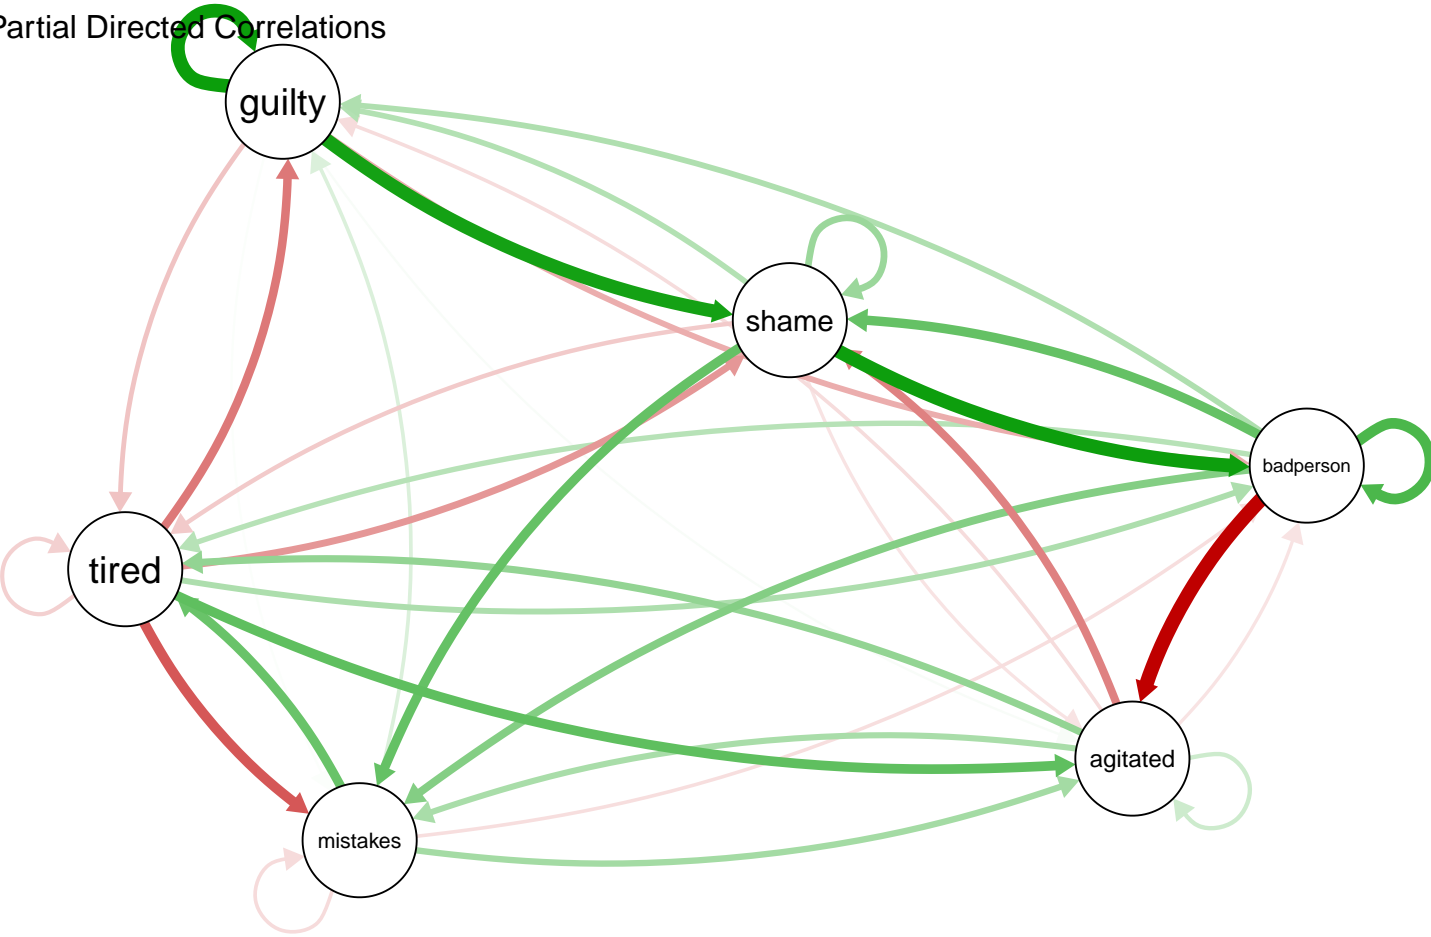 Partial Directed Correlations
guilty
shame
badperson
tired
agitated
mistakes